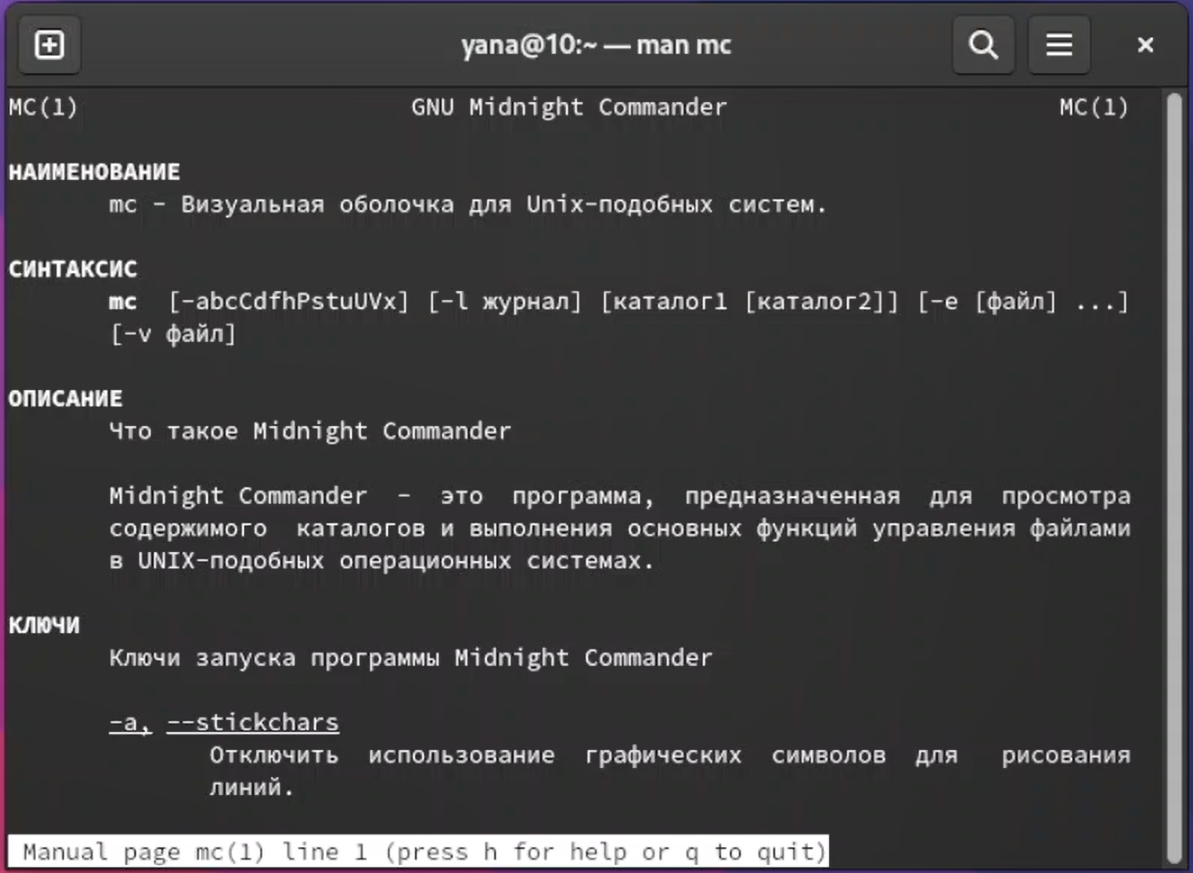 yana@10:~ — man mc
MC(1) GNU Midnight Commander MC(1)
НАИМЕНОВАНИЕ
mc - Визуальная оболочка для Unix-подобных систем.
СИНТАКСИС
mc [-abcCdfhPstuUVx] [-l журнал] [каталог1 [каталог2]] [-e [файл] ...]
[-v файл]
ОПИСАНИЕ
Что такое Midnight Commander
Midnight Commander - это программа, предназначенная для просмотра
содержимого каталогов и выполнения основных функций управления файлами
в UNIX-подобных операционных системах.
КЛЮЧИ
Ключи запуска программы Midnight Commander
-a, --stickchars
Отключить использование графических символов для рисования
линий.
Manual page mc(1) line 1 (press h for help or q to quit)